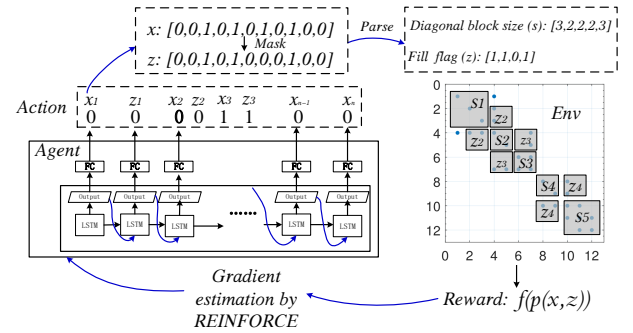 x: [0,0,1,0,1,0,1,0,1,0,0]
Mask
z: [0,0,1,0,1,0,0,0,1,0,0]
Parse
Diagonal block size (s): [3,2,2,2,3]
Fill flag (z): [1,1,0,1]
Action
x1 z1 x2 z2 x3 z3 xn−1 xn
0 0 0 0 1 1 0 0
Agent
FC FC FC FC FC
Output Output Output Output Output
LSTM LSTM LSTM ...... LSTM LSTM
Env
0
2
4
6
8
10
12
S1
z2
z2 S2 z3
z3 S3
S4 z4
z4 S5
0 2 4 6 8 10 12
Gradient
estimation by
REINFORCE
Reward: f(p(x,z))